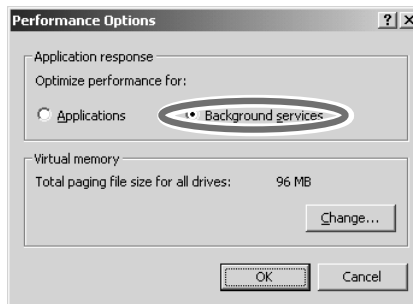 Performance Options
Application response
Optimize performance for:
Applications
Background services
Virtual memory
Total paging file size for all drives: 96 MB
Change...
OK
Cancel